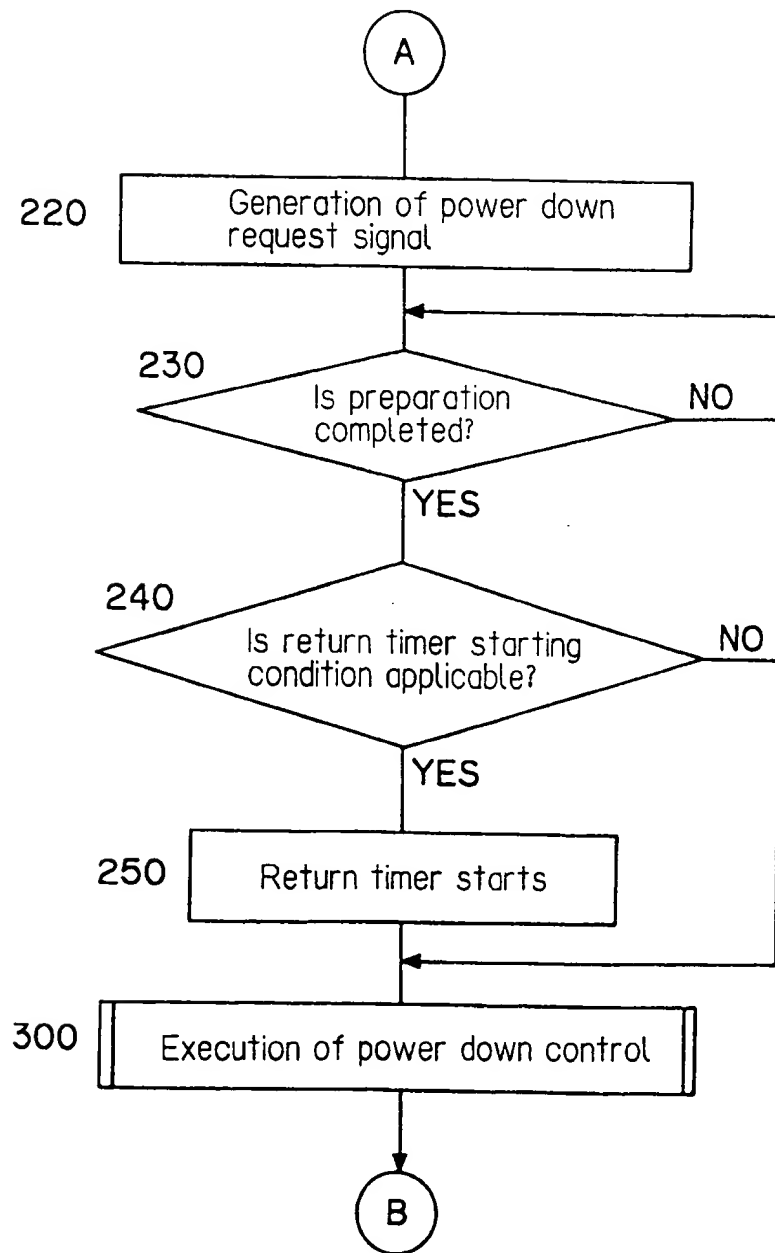 A
220
Generation of power down
request signal
230
Is preparation
completed?
NO
YES
240
Is return timer starting
condition applicable?
NO
YES
250
Return timer starts
300
Execution of power down control
B